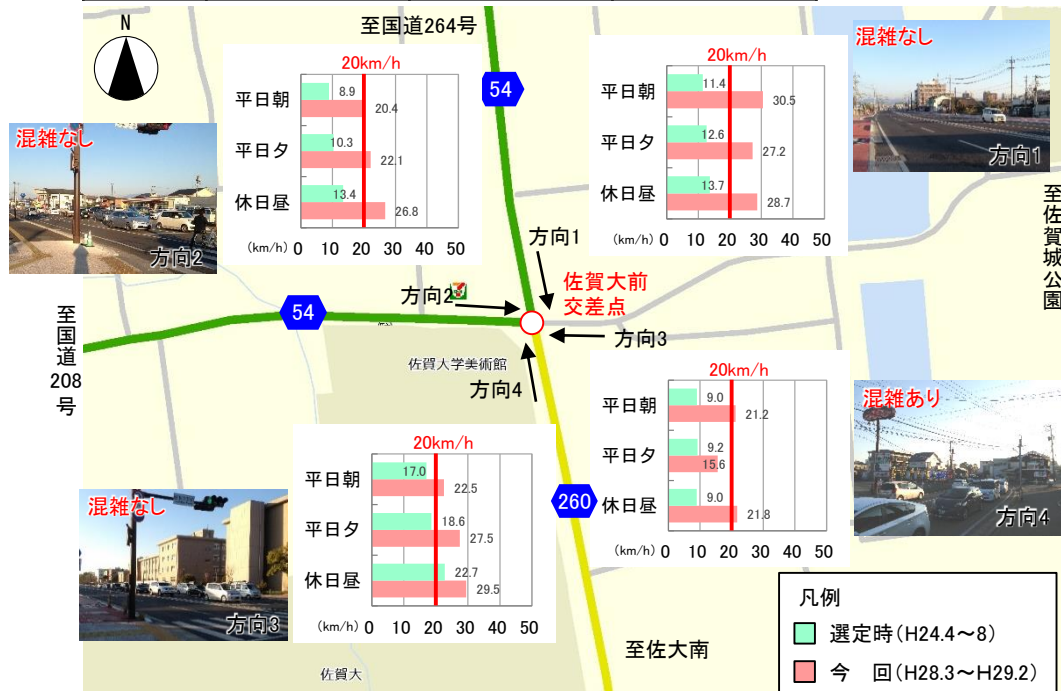 N
至国道264号
54
20km/h
平日朝
8.9
20.4
平日夕
10.3
22.1
休日昼
13.4
26.8
(km/h) 0 10 20 30 40 50
20km/h
平日朝
11.4
30.5
平日夕
12.6
27.2
休日昼
13.7
28.7
(km/h) 0 10 20 30 40 50
混雑なし
方向1
混雑なし
方向2
至佐賀城公園
方向1
佐賀大前
交差点
方向2
方向3
方向4
54
至国道
208
号
佐賀大学美術館
20km/h
平日朝
9.0
21.2
平日夕
9.2
15.6
休日昼
9.0
21.8
(km/h) 0 10 20 30 40 50
混雑あり
方向4
20km/h
平日朝
17.0
22.5
平日夕
18.6
27.5
休日昼
22.7
29.5
(km/h) 0 10 20 30 40 50
260
混雑なし
方向3
至佐大南
佐賀大
凡例
選定時(H24.4～8)
今　回(H28.3～H29.2)